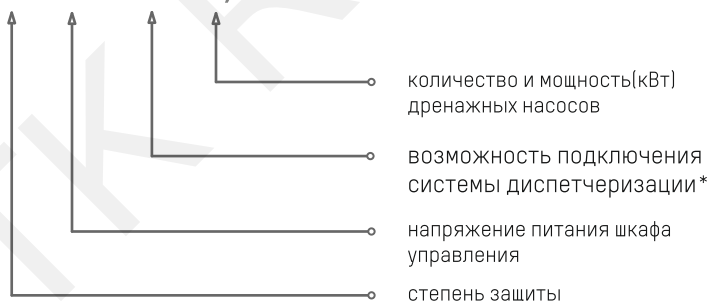 количество и мощность(кВт)
дренажных насосов
возможность подключения
системы диспетчеризации*
напряжение питания шкафа
управления
степень защиты